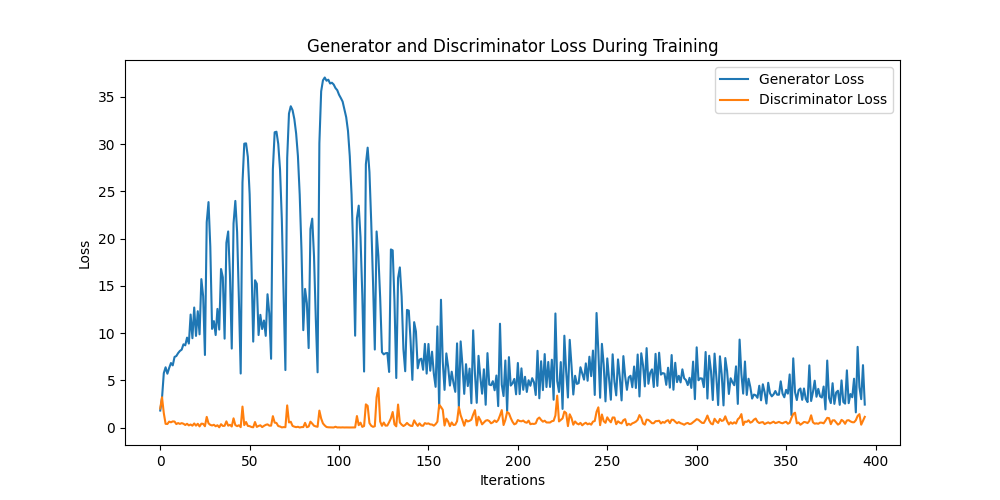 Generator and Discriminator Loss During Training
Generator Loss
Discriminator Loss
Loss
35
30
25
20
15
10
5
0
0 50 100 150 200 250 300 350 400
Iterations